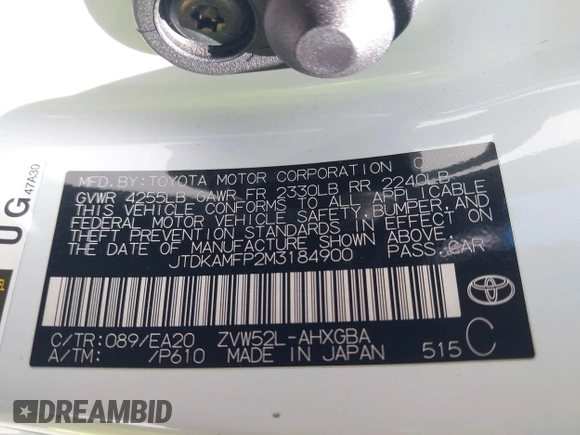 MFD.BY:TOYOTA MOTOR CORPORATION
GVWR 4255LB GAWR FR 2330LB RR 2240LB
THIS VEHICLE CONFORMS TO ALL APPLICABLE
FEDERAL MOTOR VEHICLE SAFETY,BUMPER,AND
THEFT PREVENTION STANDARDS IN EFFECT ON
THE DATE OF MANUFACTURE SHOWN ABOVE.
JTDKAMFP2M3184900 PASS.CAR
C/TR:089/EA20 ZVW52L-AHXGBA
A/TM: /P610 MADE IN JAPAN 515 C
UG 47A30
DREAMBID